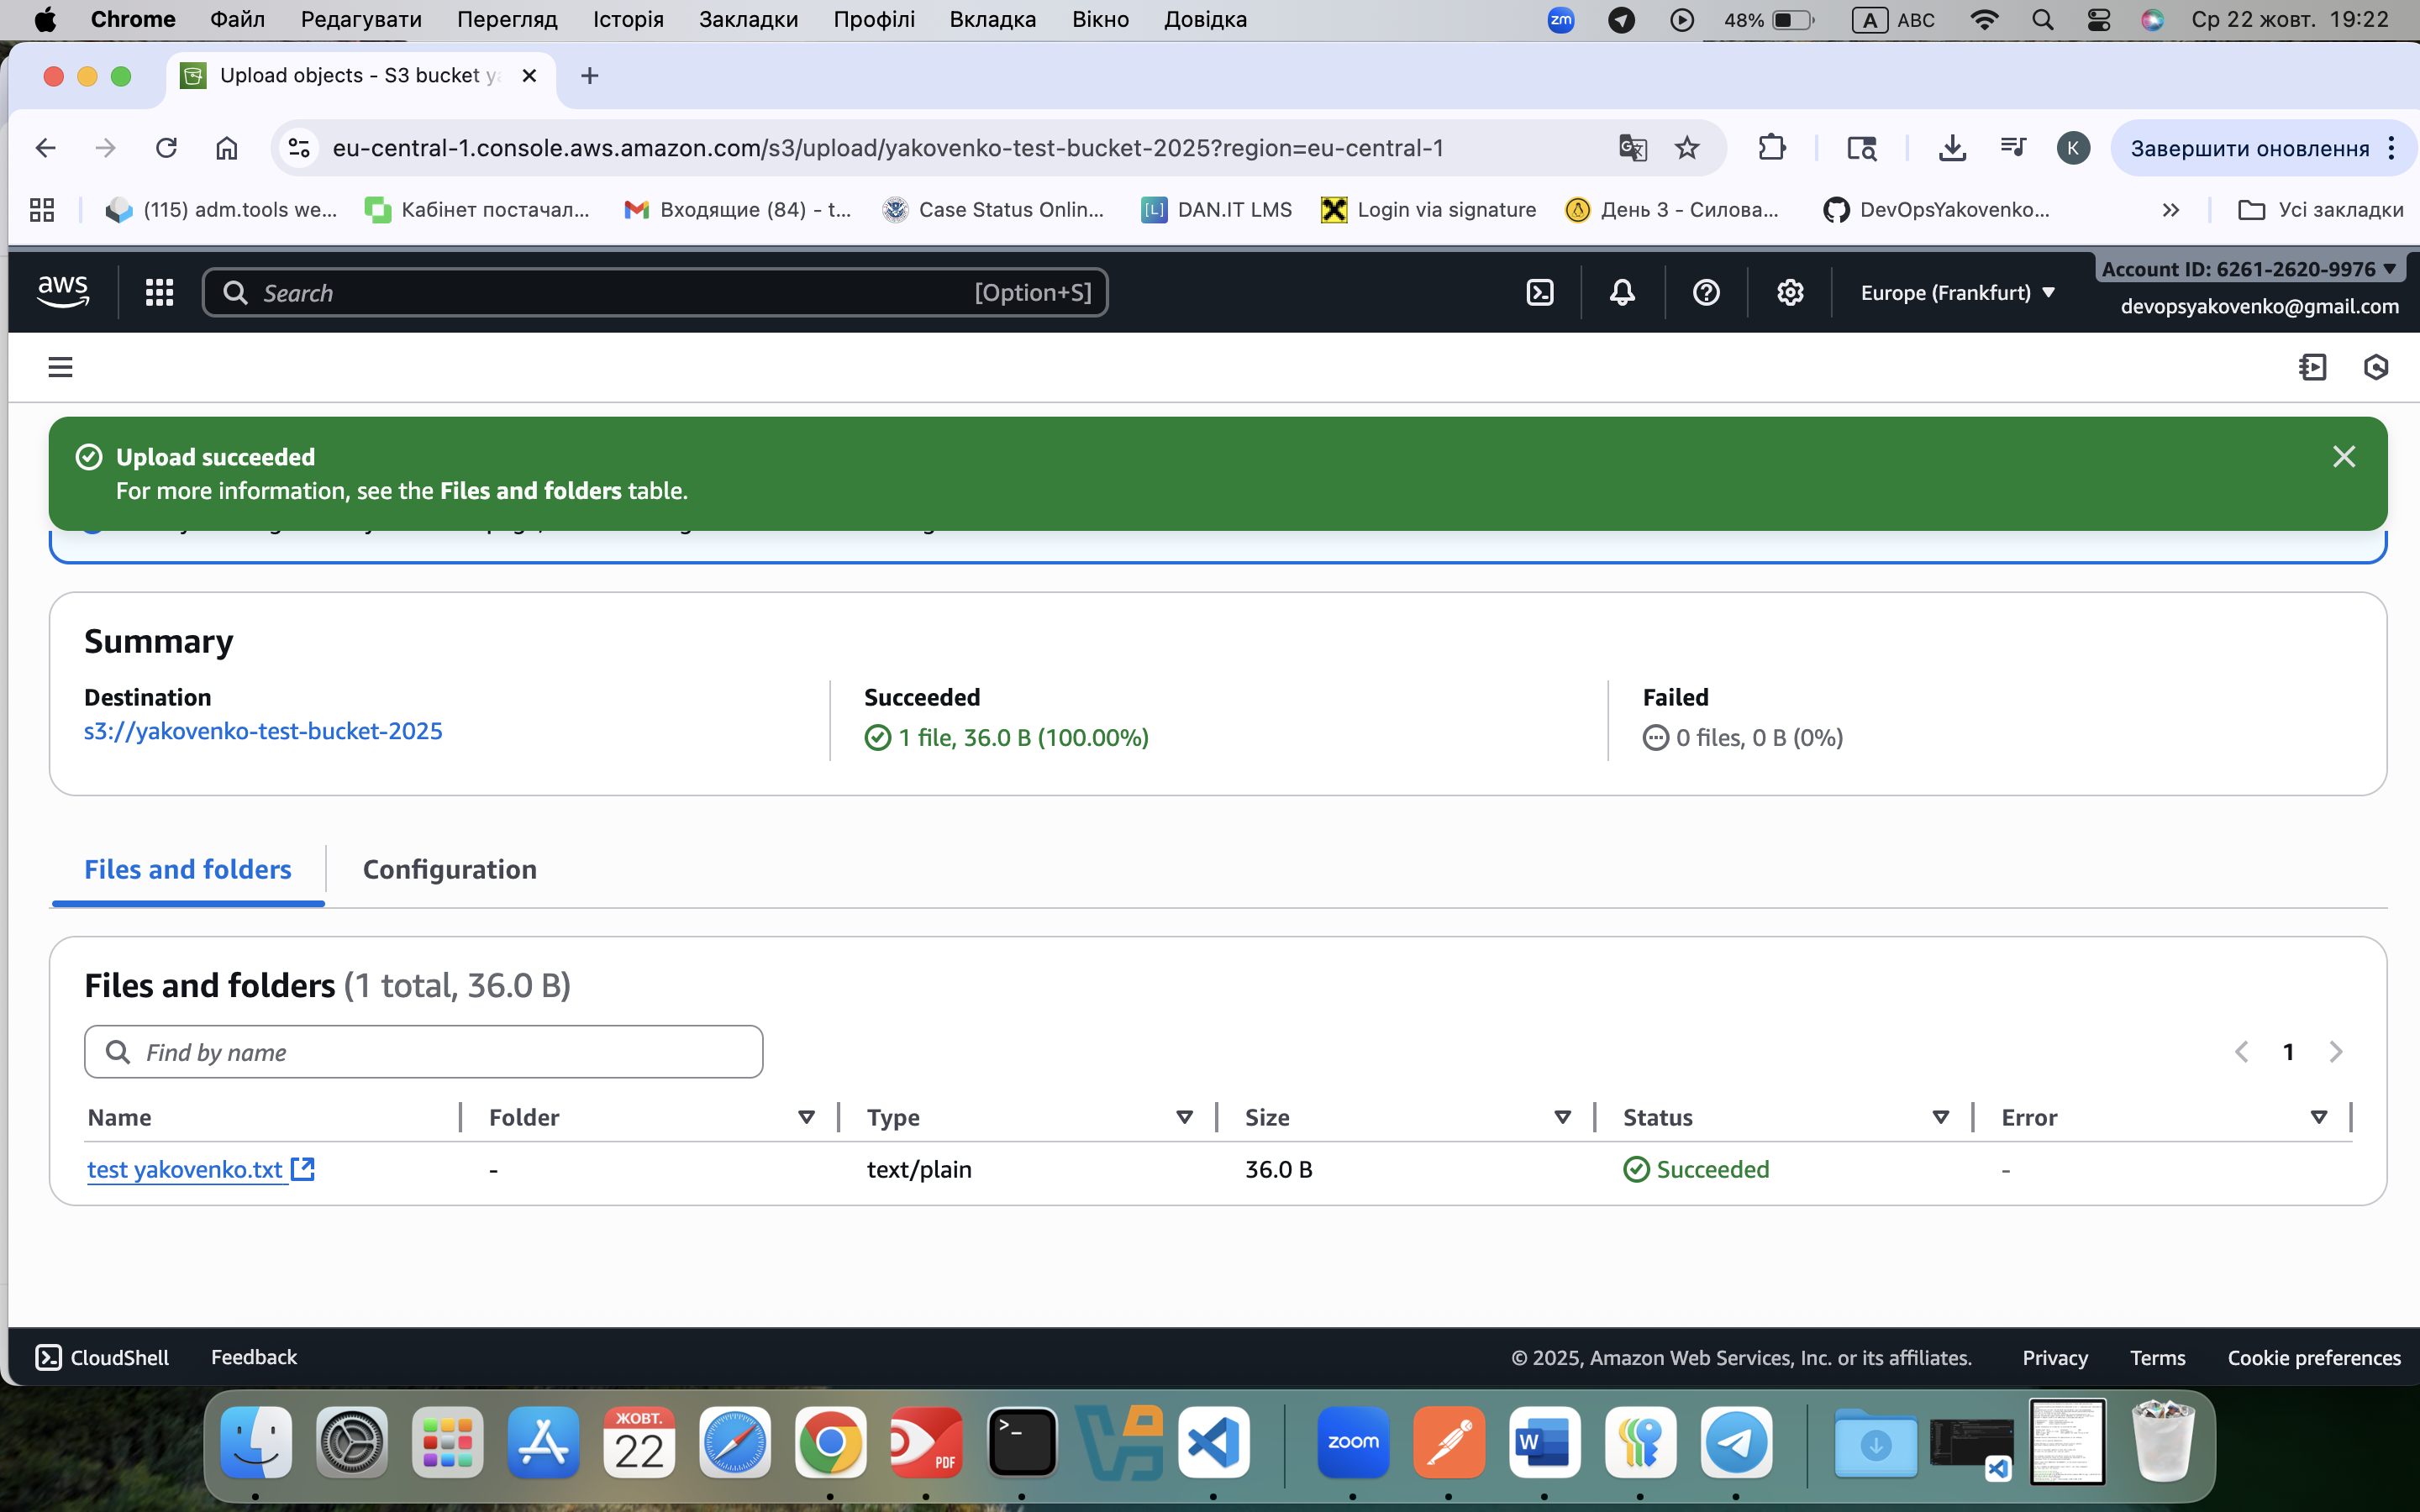 Chrome Файл Редагувати Перегляд Історія Закладки Профілі Вкладка Вікно Довідка zm 48% A ABC Ср 22 жовт. 19:22
Upload objects - S3 bucket
eu-central-1.console.aws.amazon.com/s3/upload/yakovenko-test-bucket-2025?region=eu-central-1 K Завершити оновлення
(115) adm.tools we... Кабінет постачал... Входящие (84) - t... Case Status Onlin... [L] DAN.IT LMS Login via signature День 3 - Силова... DevOpsYakovenko... Усі закладки
aws Search [Option+S] Europe (Frankfurt) Account ID: 6261-2620-9976
devopsyakovenko@gmail.com
Upload succeeded
For more information, see the Files and folders table.
Summary
Destination Succeeded Failed
s3://yakovenko-test-bucket-2025 1 file, 36.0 B (100.00%) 0 files, 0 B (0%)
Files and folders Configuration
Files and folders (1 total, 36.0 B)
Find by name 1
Name Folder Type Size Status Error
test yakovenko.txt - text/plain 36.0 B Succeeded -
CloudShell Feedback © 2025, Amazon Web Services, Inc. or its affiliates. Privacy Terms Cookie preferences
ЖОВТ.
22 PDF zoom W